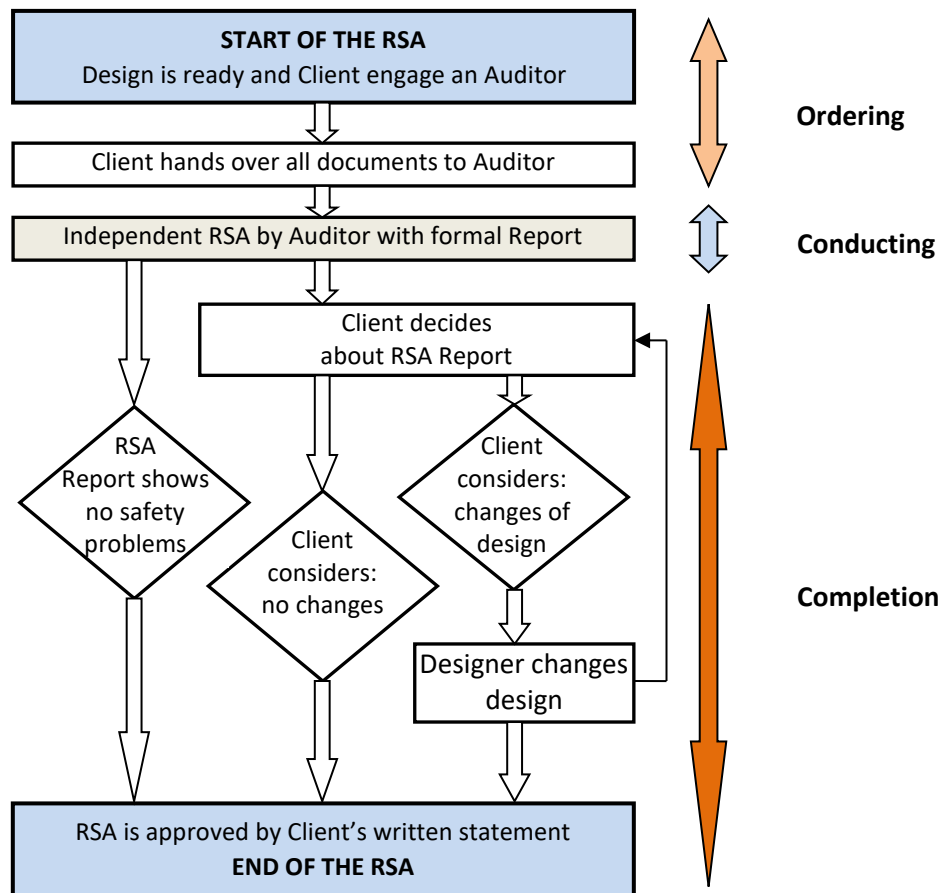 START OF THE RSA
Design is ready and Client engage an Auditor
Ordering
Client hands over all documents to Auditor
Independent RSA by Auditor with formal Report
Conducting
Client decides
about RSA Report
RSA
Report shows
no safety
problems
Client
considers:
no changes
Client
considers:
changes of
design
Completion
Designer changes
design
RSA is approved by Client's written statement
END OF THE RSA